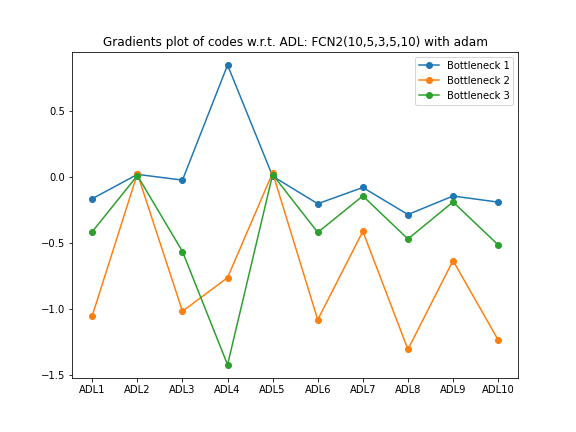 Gradients plot of codes w.r.t. ADL: FCN2(10,5,3,5,10) with adam
Bottleneck 1
Bottleneck 2
Bottleneck 3
0.5
0.0
−0.5
−1.0
−1.5
ADL1 ADL2 ADL3 ADL4 ADL5 ADL6 ADL7 ADL8 ADL9 ADL10